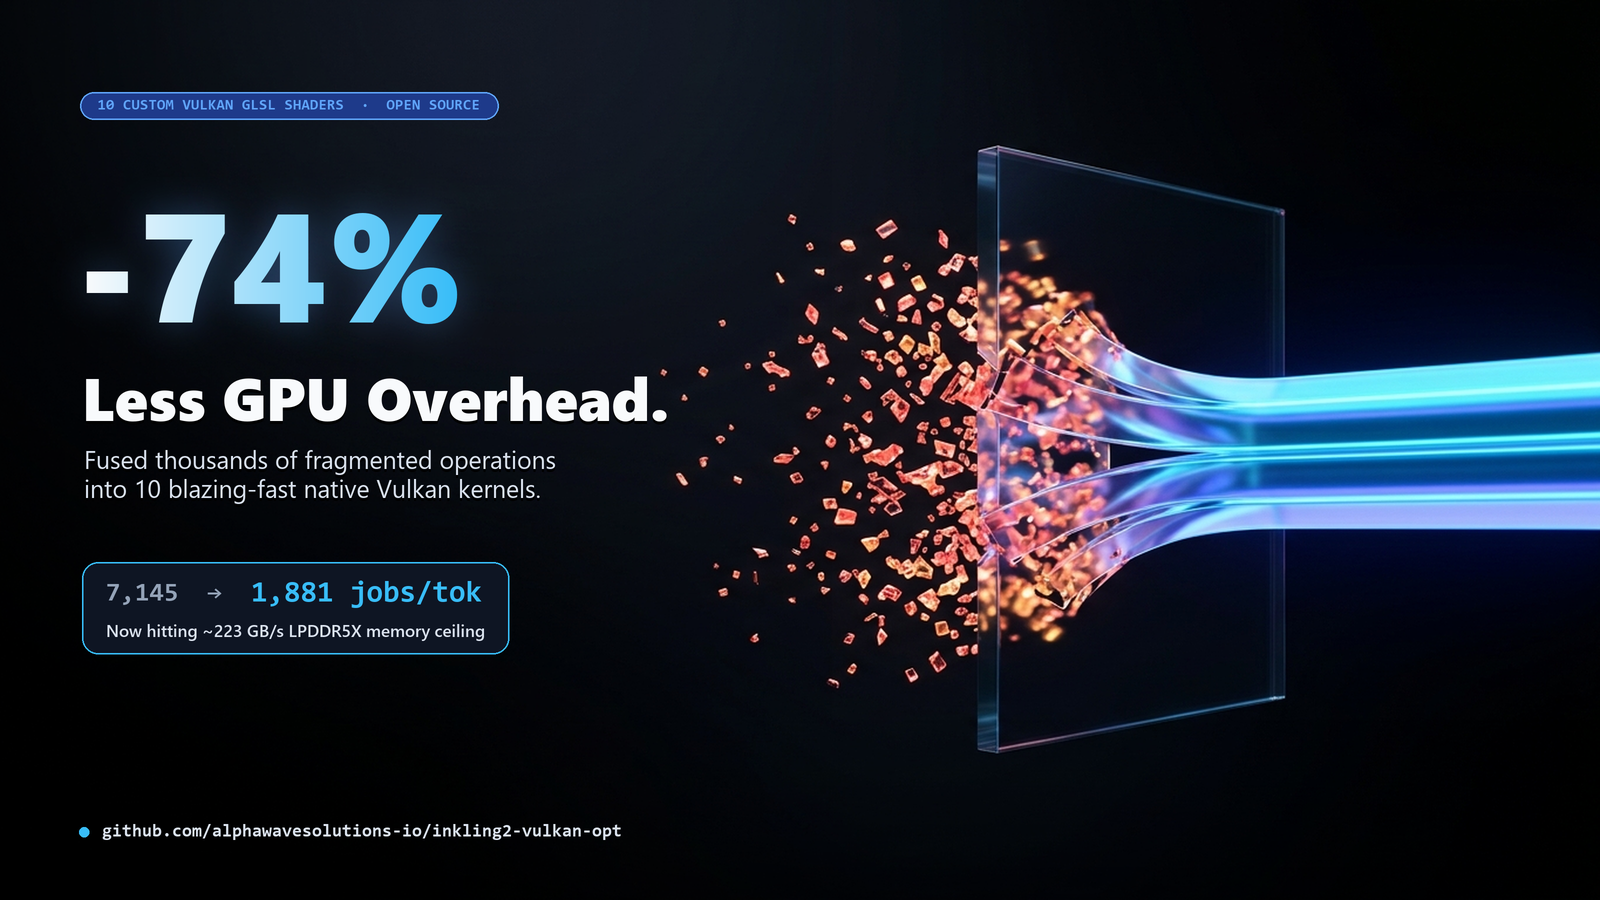 10 CUSTOM VULKAN GLSL SHADERS · OPEN SOURCE
-74%
Less GPU Overhead.
Fused thousands of fragmented operations
into 10 blazing-fast native Vulkan kernels.
7,145 → 1,881 jobs/tok
Now hitting ~223 GB/s LPDDR5X memory ceiling
github.com/alphawavesolutions-io/inkling2-vulkan-opt